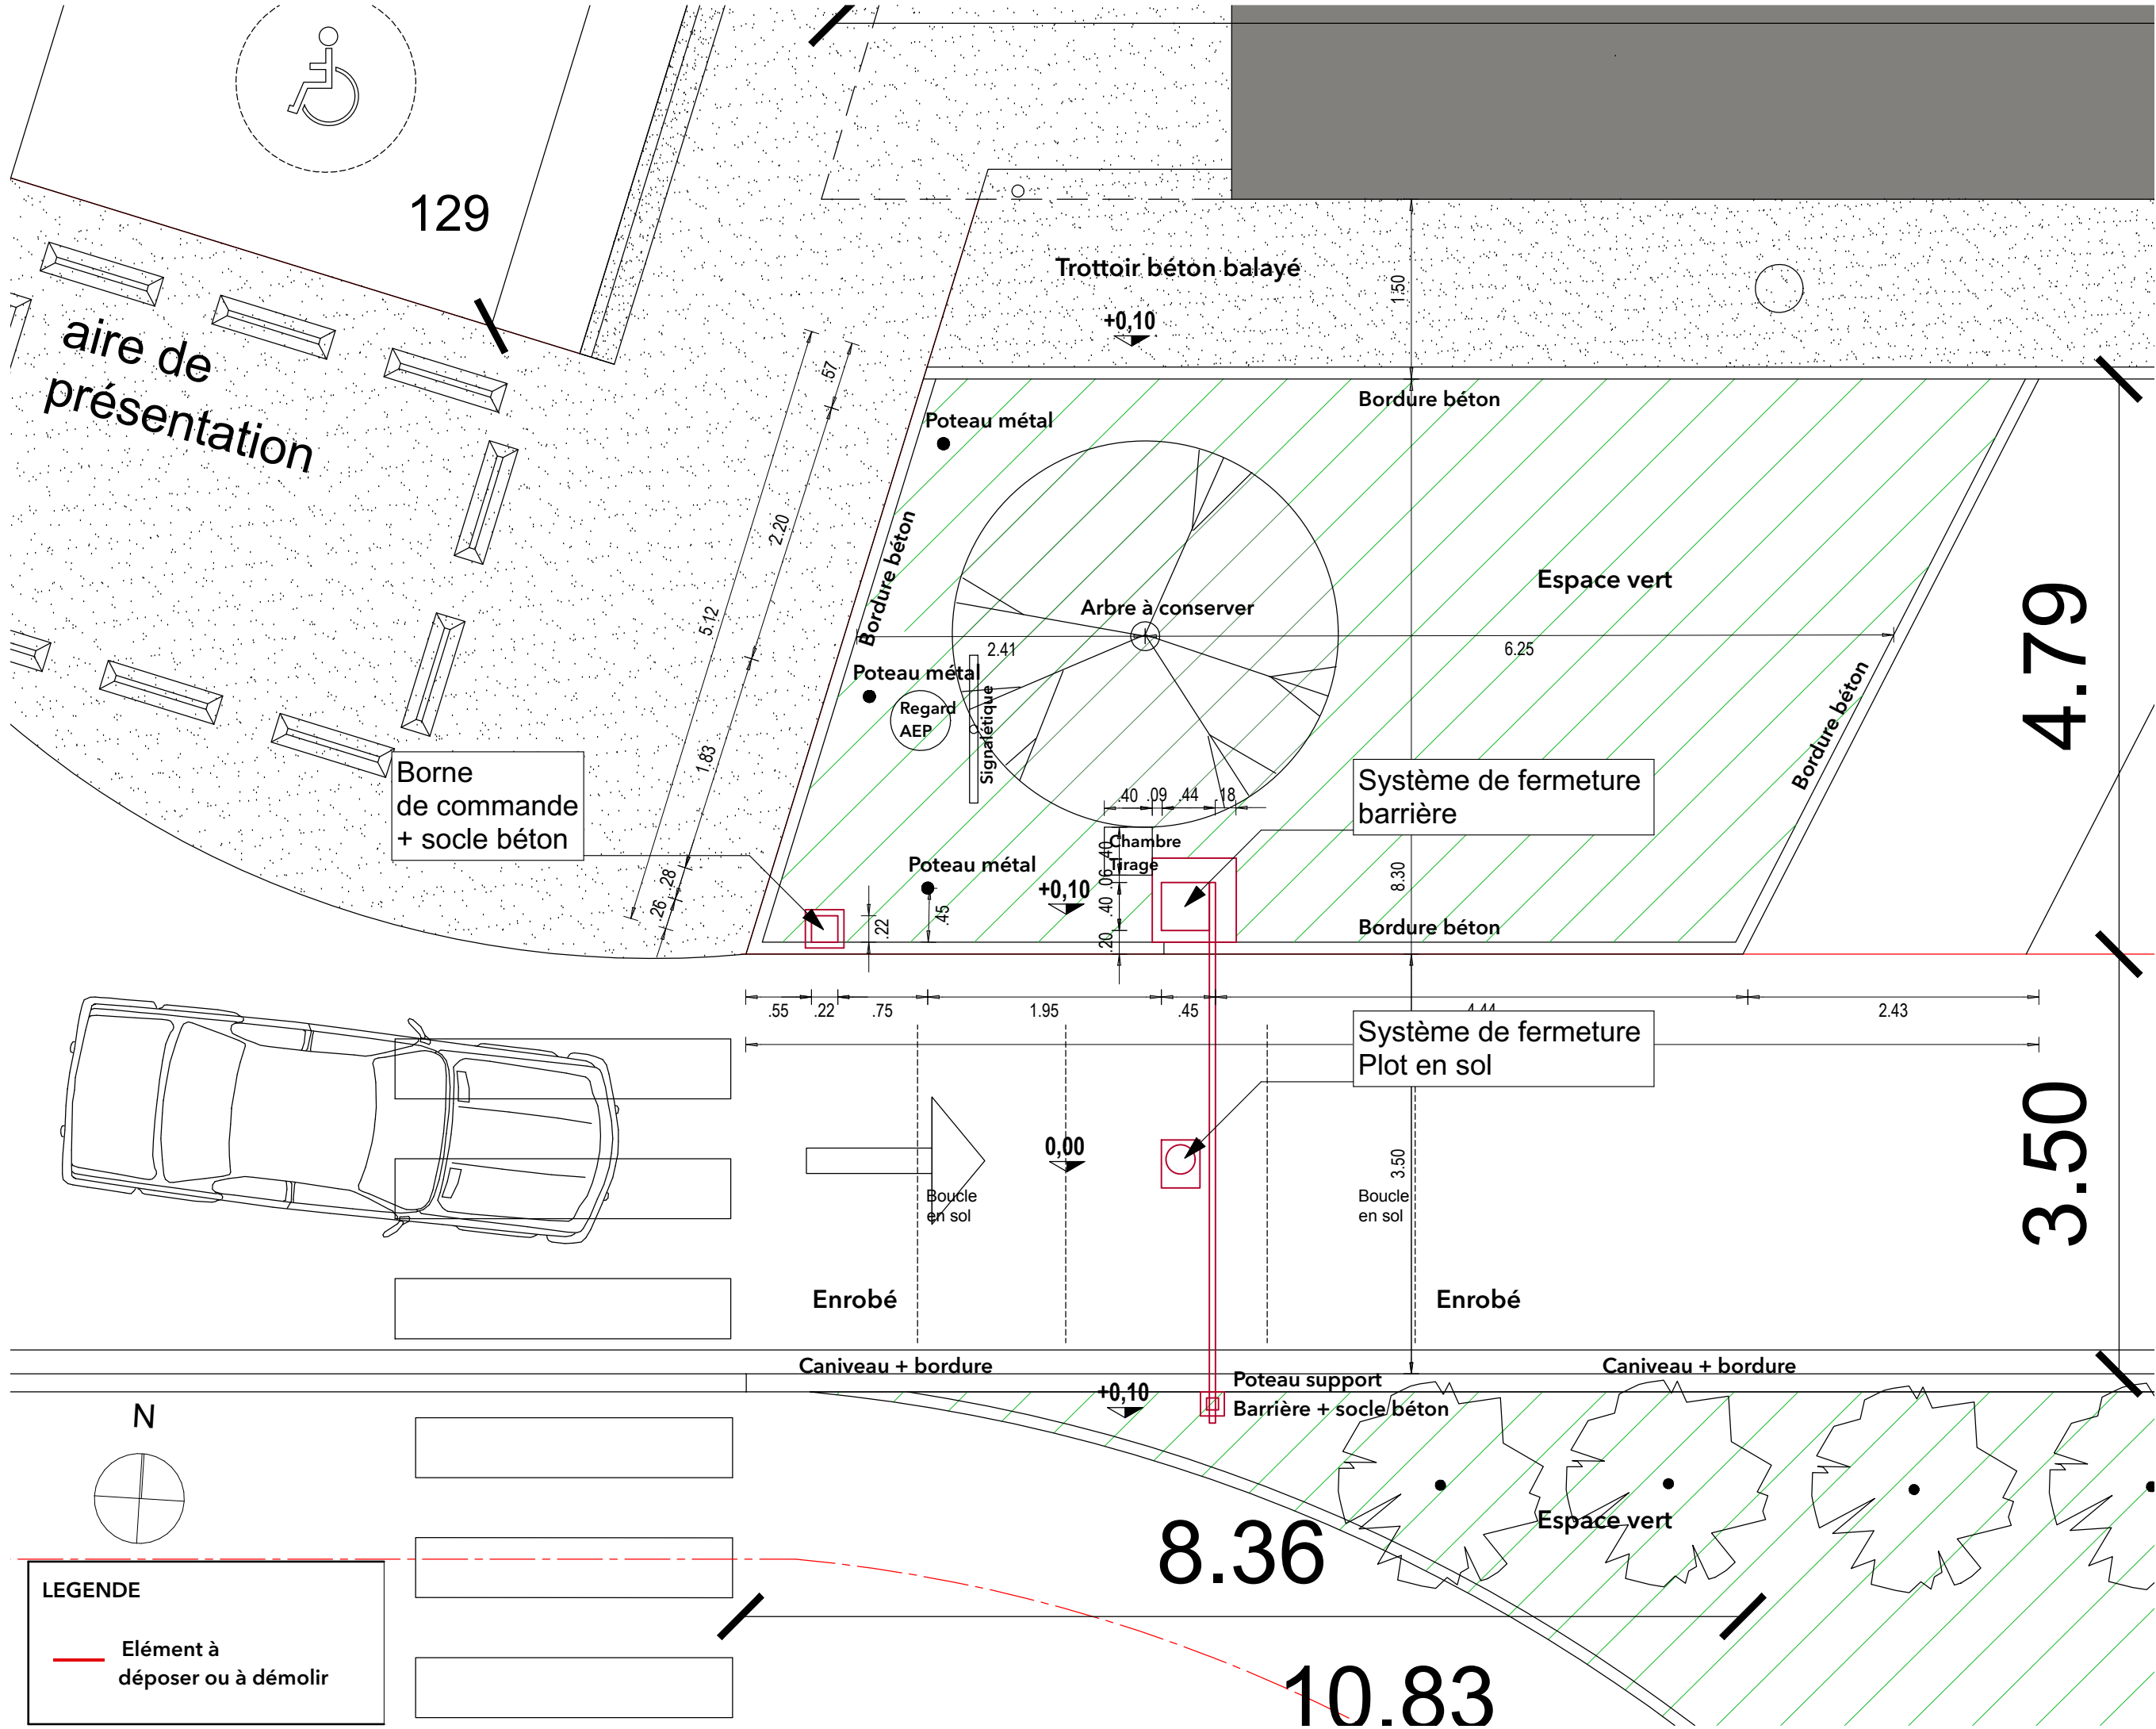 129
aire de
présentation
Trottoir béton balayé
+0,10
1.50
.57
2.20
5.12
1.83
.28
.26
Bordure béton
Poteau métal
Bordure béton
Espace vert
Arbre à conserver
2.41
6.25
4.79
Poteau métal
Regard
AEP
Signalétique
Bordure béton
Borne
de commande
+ socle béton
Système de fermeture
barrière
.40 .09 .44 .18
Chambre
Tirage
.40
.06
.40
.20
8.30
Poteau métal
+0,10
.45
.22
Bordure béton
.55 .22 .75 1.95 .45 4.44 2.43
Système de fermeture
Plot en sol
0,00
3.50
3.50
Boucle
en sol
Boucle
en sol
Enrobé
Enrobé
Caniveau + bordure
Caniveau + bordure
+0,10
Poteau support
Barrière + socle béton
N
Espace vert
8.36
10.83
LEGENDE
Elément à
déposer ou à démolir